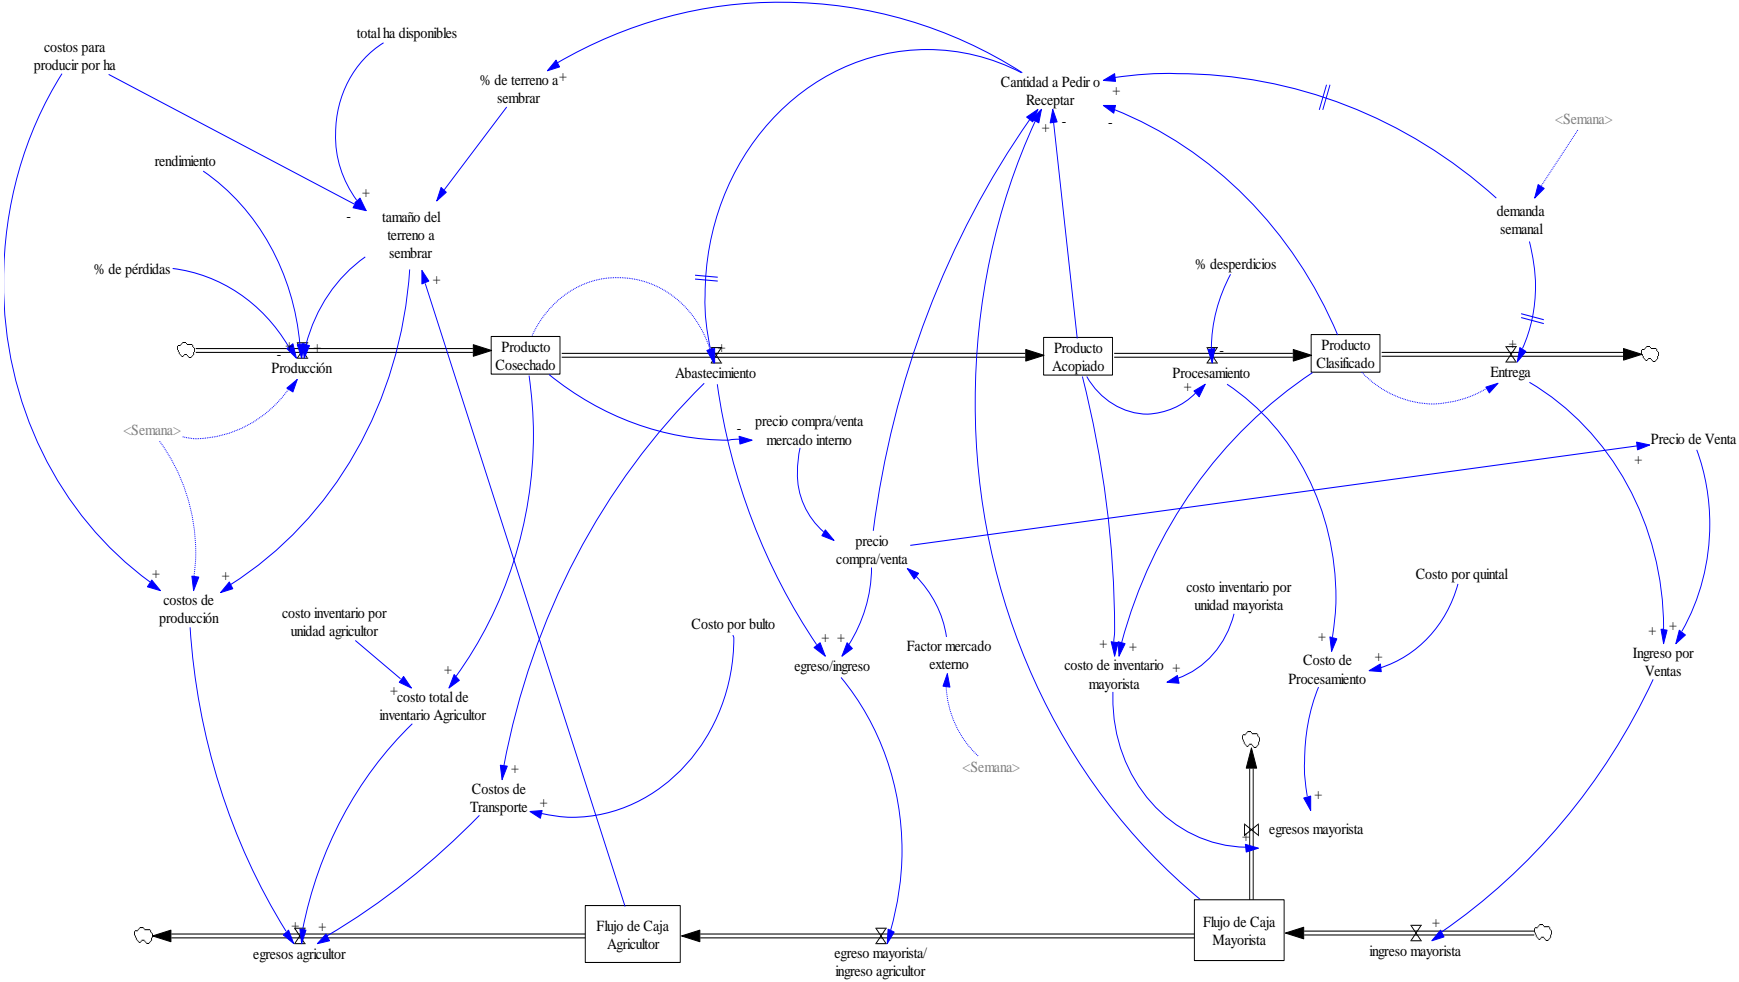 costos para
producir por ha
total ha disponibles
% de terreno a
sembrar
+
Cantidad a Pedir o
Receptar
+
-
-
+
<Semana>
rendimiento
+
-
tamaño del
terreno a
sembrar
+
demanda
semanal
% de pérdidas
% desperdicios
-
+
+
Producción
Producto
Cosechado
+
Abastecimiento
Producto
Acopiado
-
Procesamiento
+
Producto
Clasificado
+
Entrega
<Semana>
-
precio compra/venta
mercado interno
Precio de Venta
+
precio
compra/venta
+
+
costos de
producción
costo inventario por
unidad agricultor
+
+
costo total de
inventario Agricultor
Costo por bulto
+
+
egreso/ingreso
Factor mercado
externo
costo inventario por
unidad mayorista
+
+
+
costo de inventario
mayorista
Costo por quintal
+
+
Costo de
Procesamiento
+
+
Ingreso por
Ventas
<Semana>
+
+
Costos de
Transporte
+
+
egresos mayorista
+
+
egresos agricultor
Flujo de Caja
Agricultor
egreso mayorista/
ingreso agricultor
Flujo de Caja
Mayorista
+
ingreso mayorista